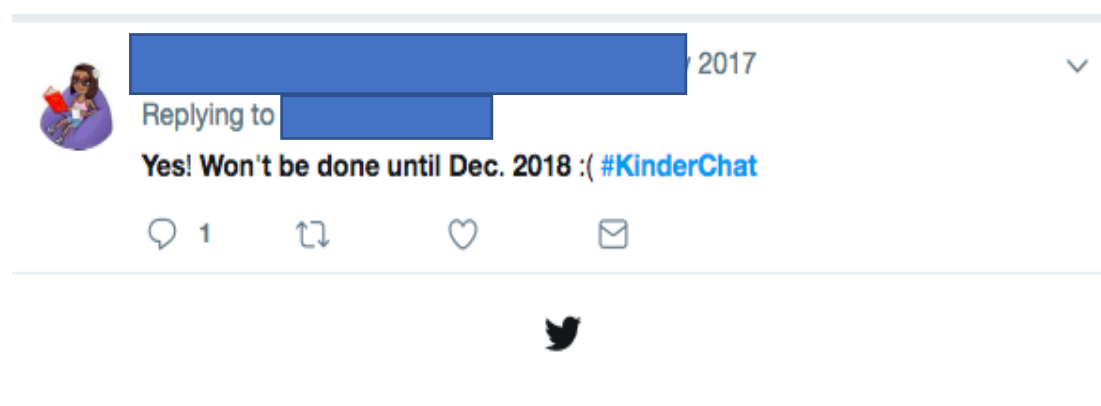 2017
Replying to
Yes! Won't be done until Dec. 2018 :( #KinderChat
1